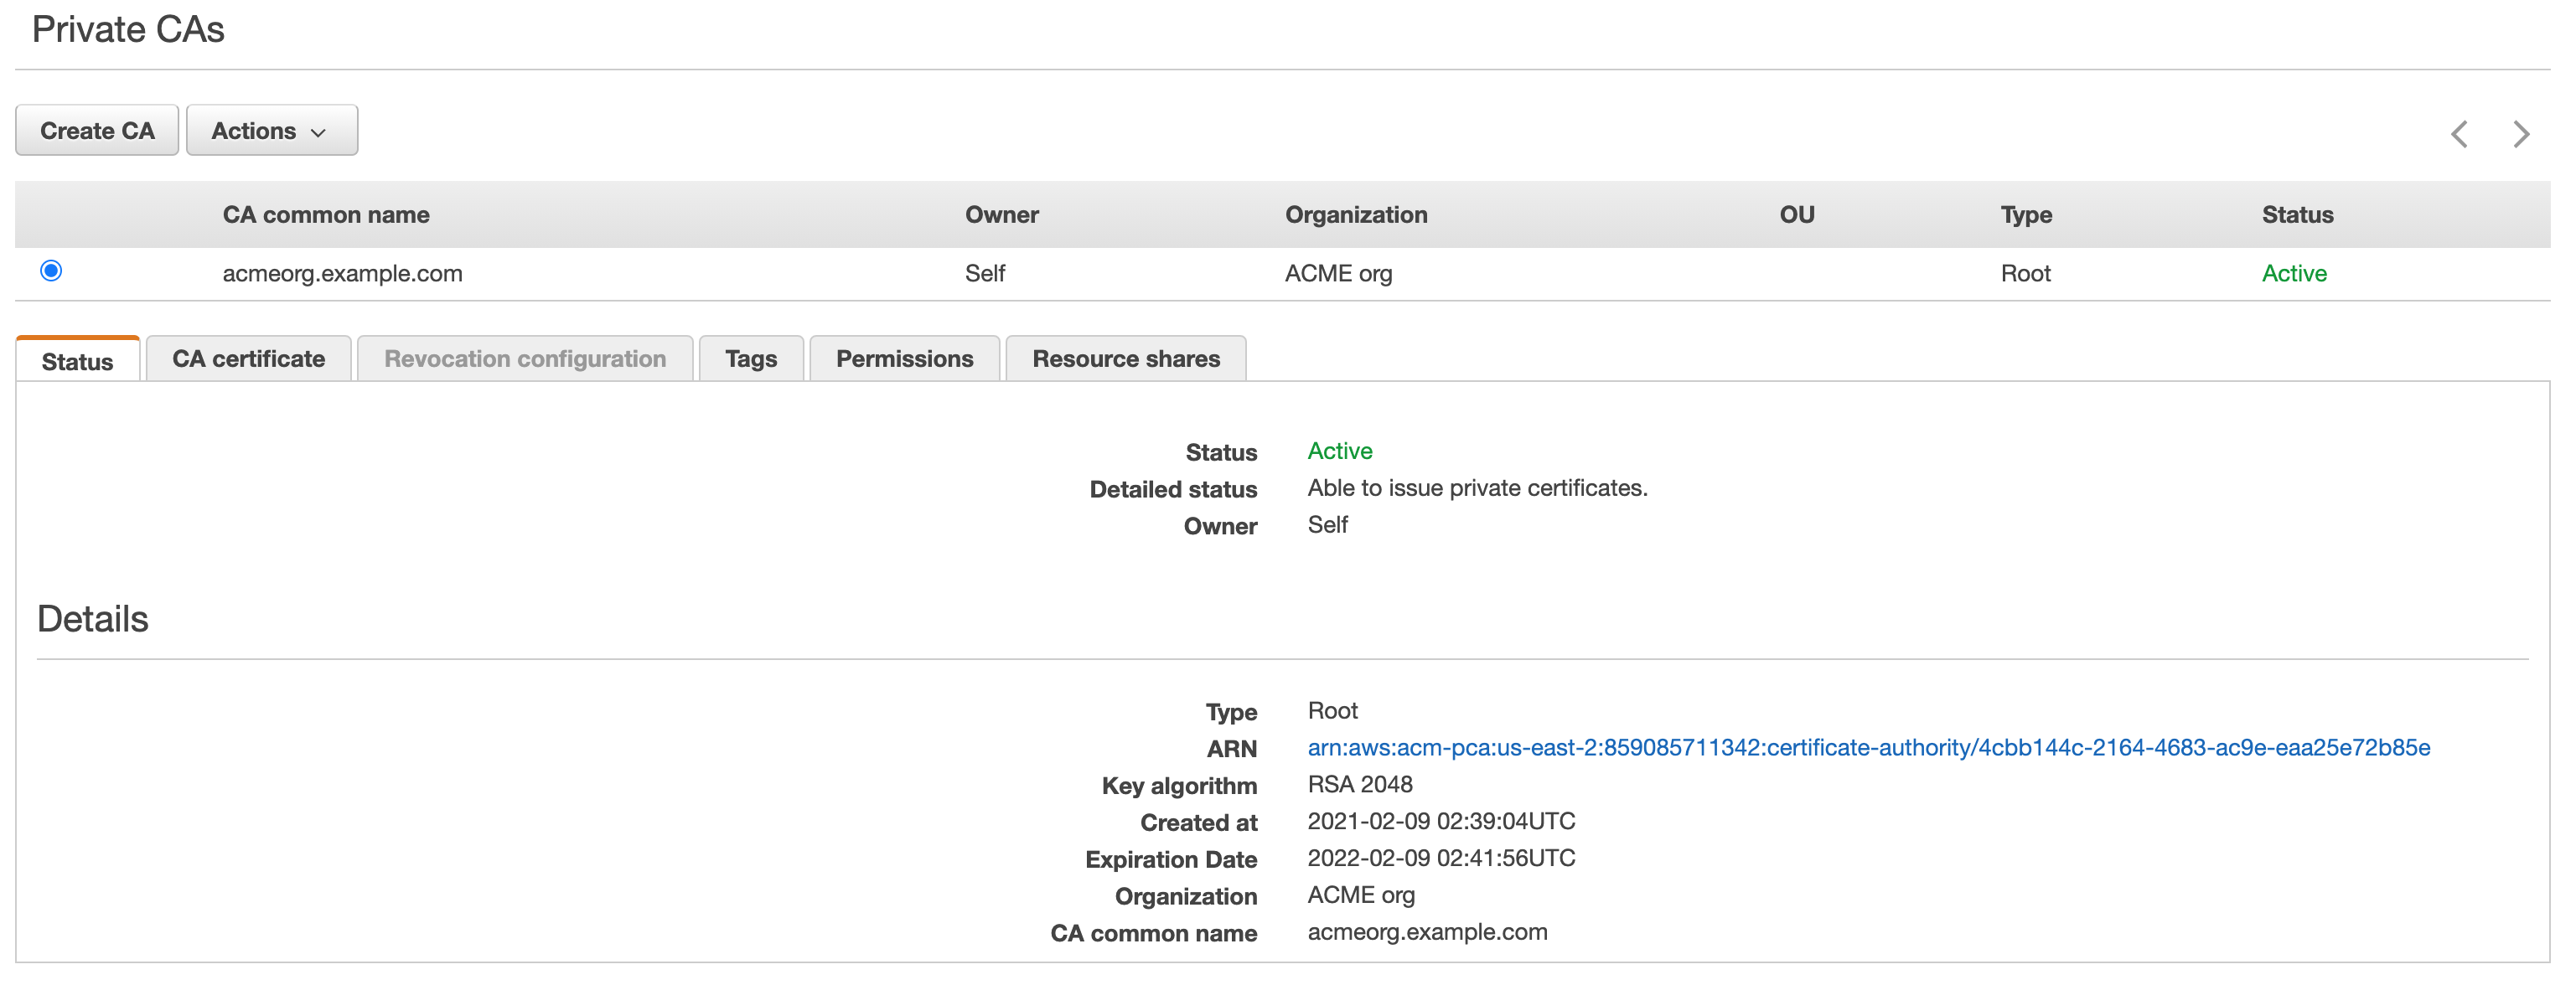 Private CAs
Create CA Actions
CA common name Owner Organization OU Type Status
acmeorg.example.com Self ACME org Root Active
Status CA certificate Revocation configuration Tags Permissions Resource shares
Status Active
Detailed status Able to issue private certificates.
Owner Self
Details
Type Root
ARN arn:aws:acm-pca:us-east-2:859085711342:certificate-authority/4cbb144c-2164-4683-ac9e-eaa25e72b85e
Key algorithm RSA 2048
Created at 2021-02-09 02:39:04UTC
Expiration Date 2022-02-09 02:41:56UTC
Organization ACME org
CA common name acmeorg.example.com